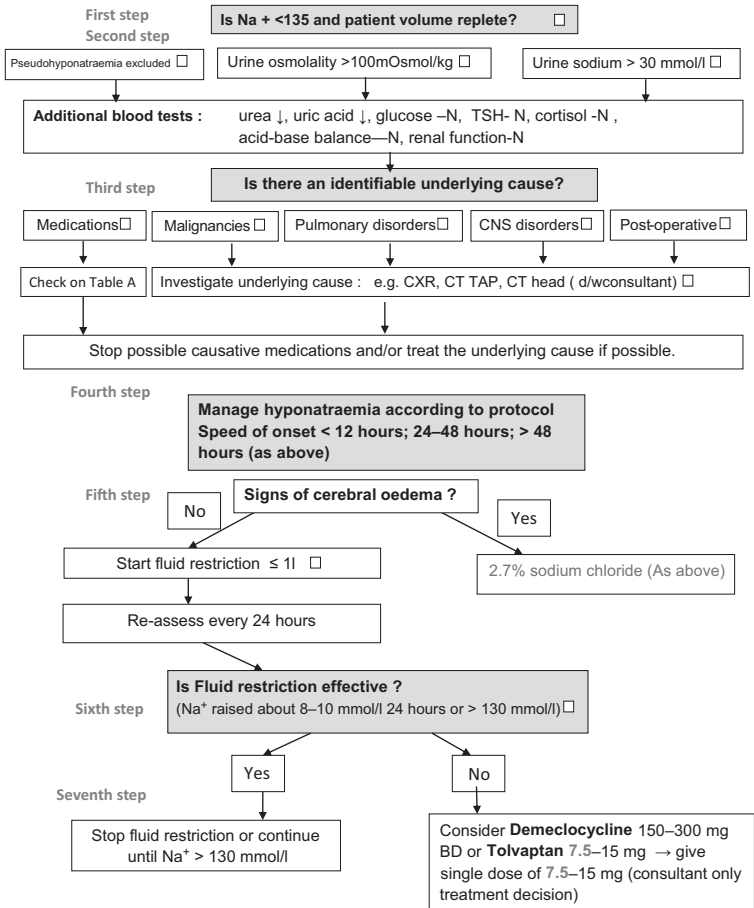 First step
Is Na + <135 and patient volume replete? □
Second step
Pseudohyponatraemia excluded □
Urine osmolality >100mOsmol/kg □
Urine sodium > 30 mmol/l □
Additional blood tests : urea ↓, uric acid ↓, glucose –N, TSH- N, cortisol -N ,
acid-base balance—N, renal function-N
Third step
Is there an identifiable underlying cause?
Medications□
Malignancies □
Pulmonary disorders□
CNS disorders□
Post-operative □
Check on Table A
Investigate underlying cause : e.g. CXR, CT TAP, CT head ( d/wconsultant) □
Stop possible causative medications and/or treat the underlying cause if possible.
Fourth step
Manage hyponatraemia according to protocol
Speed of onset < 12 hours; 24–48 hours; > 48
hours (as above)
Fifth step
Signs of cerebral oedema ?
No
Yes
Start fluid restriction ≤ 1l □
2.7% sodium chloride (As above)
Re-assess every 24 hours
Is Fluid restriction effective ?
Sixth step
(Na⁺ raised about 8–10 mmol/l 24 hours or > 130 mmol/l) □
Yes
No
Seventh step
Stop fluid restriction or continue
until Na⁺ > 130 mmol/l
Consider Demeclocycline 150–300 mg
BD or Tolvaptan 7.5–15 mg → give
single dose of 7.5–15 mg (consultant only
treatment decision)